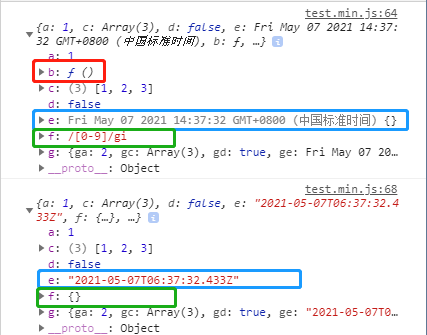 test.min.js:64
{a: 1, c: Array(3), d: false, e: Fri May 07 2021 14:37:
32 GMT+0800 (中国标准时间), b: ƒ, …}
a: 1
b: ƒ ()
c: (3) [1, 2, 3]
d: false
e: Fri May 07 2021 14:37:32 GMT+0800 (中国标准时间) {}
f: /[0-9]/gi
g: {ga: 2, gc: Array(3), gd: true, ge: Fri May 07 20…
__proto__: Object
test.min.js:68
{a: 1, c: Array(3), d: false, e: "2021-05-07T06:37:32.4
33Z", f: {…}, …}
a: 1
c: (3) [1, 2, 3]
d: false
e: "2021-05-07T06:37:32.433Z"
f: {}
g: {ga: 2, gc: Array(3), gd: true, ge: "2021-05-07T0…
__proto__: Object